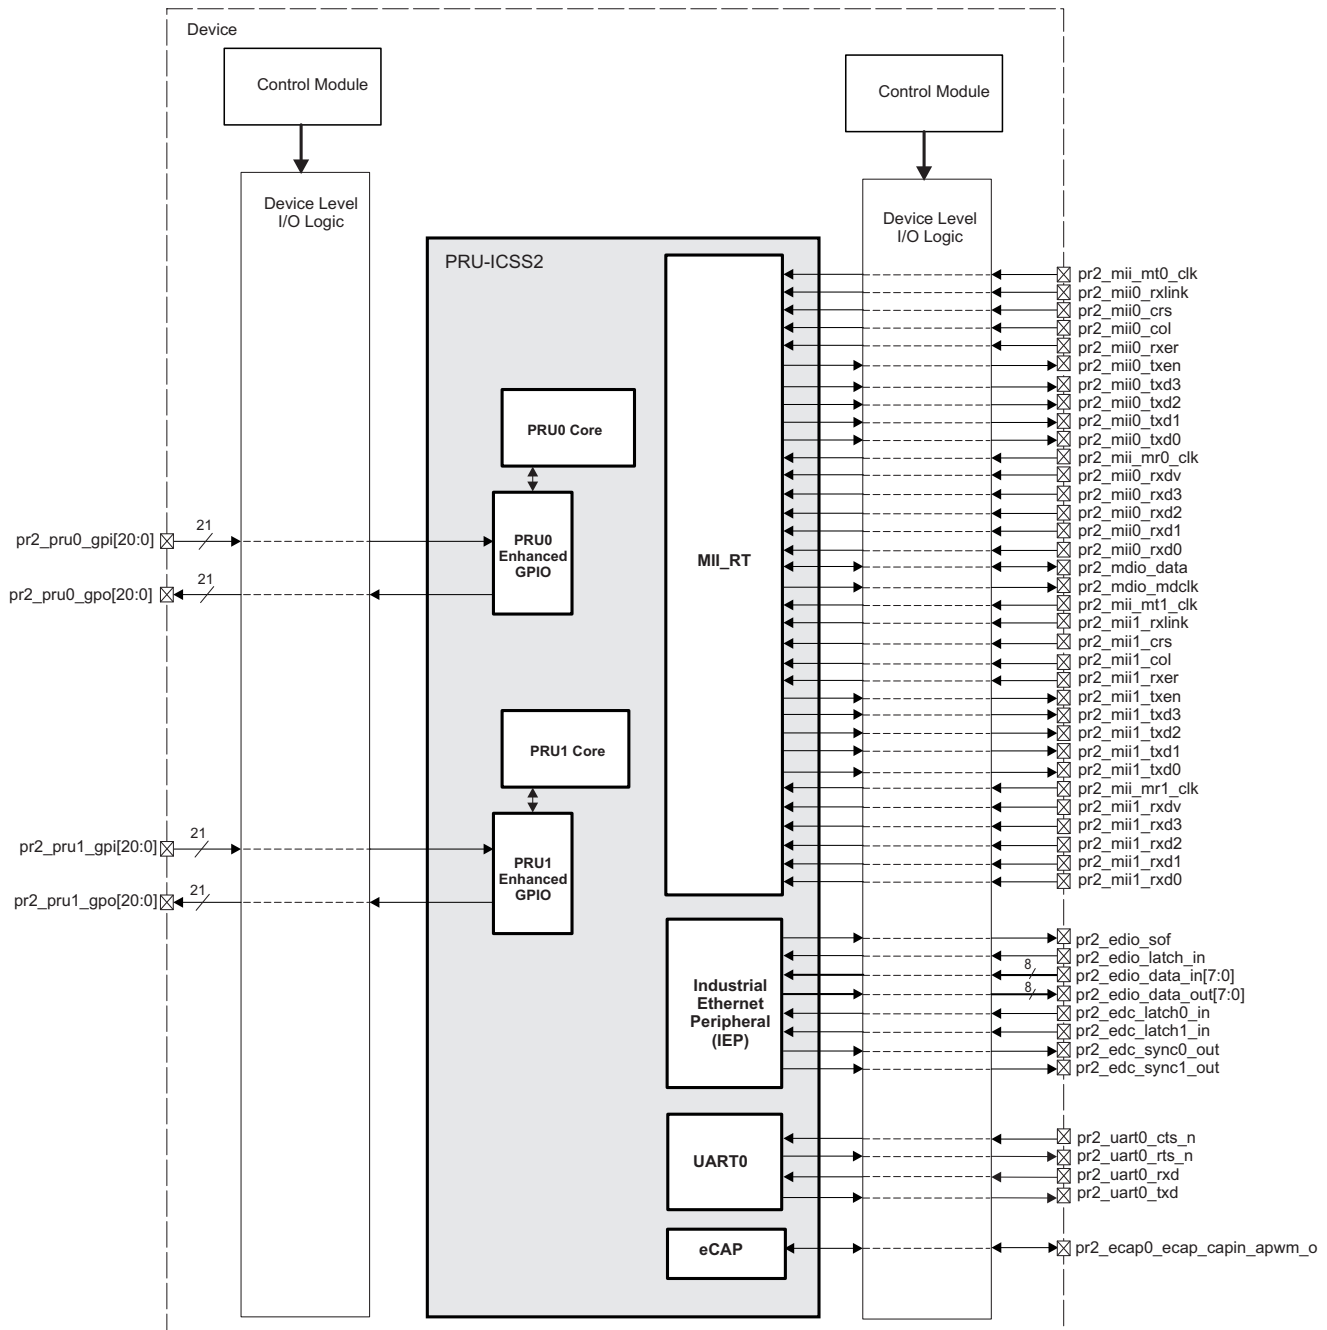 Device
Control Module
Control Module
Device Level
I/O Logic
Device Level
I/O Logic
PRU-ICSS2
PRU0 Core
PRU0
Enhanced
GPIO
PRU1 Core
PRU1
Enhanced
GPIO
pr2_pru0_gpi[20:0]
21
pr2_pru0_gpo[20:0]
21
pr2_pru1_gpi[20:0]
21
pr2_pru1_gpo[20:0]
21
MII_RT
pr2_mii_mt0_clk
pr2_mii0_rxlink
pr2_mii0_crs
pr2_mii0_col
pr2_mii0_rxer
pr2_mii0_txen
pr2_mii0_txd3
pr2_mii0_txd2
pr2_mii0_txd1
pr2_mii0_txd0
pr2_mii_mr0_clk
pr2_mii0_rxdv
pr2_mii0_rxd3
pr2_mii0_rxd2
pr2_mii0_rxd1
pr2_mii0_rxd0
pr2_mdio_data
pr2_mdio_mdclk
pr2_mii_mt1_clk
pr2_mii1_rxlink
pr2_mii1_crs
pr2_mii1_col
pr2_mii1_rxer
pr2_mii1_txen
pr2_mii1_txd3
pr2_mii1_txd2
pr2_mii1_txd1
pr2_mii1_txd0
pr2_mii_mr1_clk
pr2_mii1_rxdv
pr2_mii1_rxd3
pr2_mii1_rxd2
pr2_mii1_rxd1
pr2_mii1_rxd0
Industrial
Ethernet
Peripheral
(IEP)
pr2_edio_sof
pr2_edio_latch_in
8
pr2_edio_data_in[7:0]
8
pr2_edio_data_out[7:0]
pr2_edc_latch0_in
pr2_edc_latch1_in
pr2_edc_sync0_out
pr2_edc_sync1_out
UART0
pr2_uart0_cts_n
pr2_uart0_rts_n
pr2_uart0_rxd
pr2_uart0_txd
eCAP
pr2_ecap0_ecap_capin_apwm_o